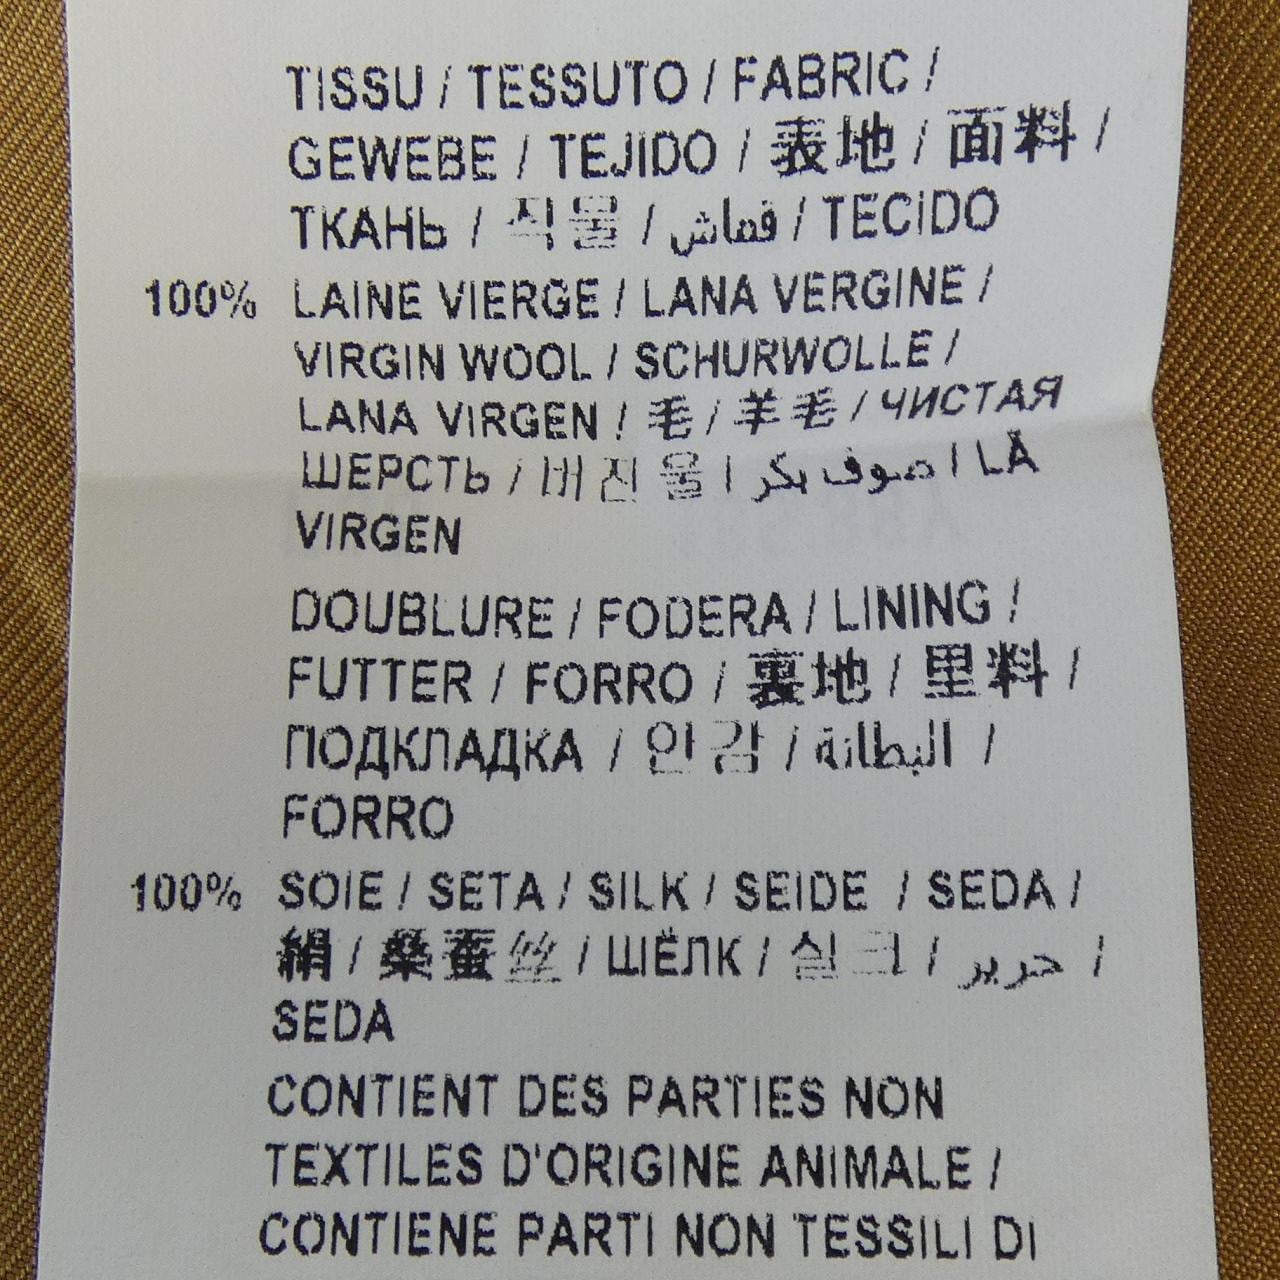 TISSU / TESSUTO / FABRIC /
GEWEBE / TEJIDO / 表地 / 面料 /
ТКАНЬ / 직물 / قماش / TECIDO
100% LAINE VIERGE / LANA VERGINE /
VIRGIN WOOL / SCHURWOLLE /
LANA VIRGEN / 毛 / 羊毛 / ЧИСТАЯ
ШЕРСТЬ / 버진울 / صوف بكر / LÃ
VIRGEN
DOUBLURE / FODERA / LINING /
FUTTER / FORRO / 裏地 / 里料 /
ПОДКЛАДКА / 안감 / البطانة /
FORRO
100% SOIE / SETA / SILK / SEIDE / SEDA /
絹 / 桑蚕丝 / ШЁЛК / 실크 / حرير /
SEDA
CONTIENT DES PARTIES NON
TEXTILES D'ORIGINE ANIMALE /
CONTIENE PARTI NON TESSILI DI